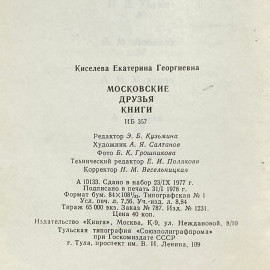 Киселева Екатерина Георгиевна
МОСКОВСКИЕ
ДРУЗЬЯ
КНИГИ
ИБ 357
Редактор Э. Б. Кузьмина
Художник А. Я. Салтанов
Фото Б. К. Грошникова
Технический редактор Е. И. Полякова
Корректор Н. М. Весельницкая
А 10133. Сдано в набор 23/IX 1977 г.
Подписано в печать 31/I 1978 г.
Формат бум. 84×108¹/₃₂. Типографская № 1
Усл. печ. л. 7,56. Уч.-изд. л. 8,84
Тираж 65 000 экз. Заказ № 787. Изд. № 1231.
Цена 40 коп.
Издательство «Книга», Москва, К-9, ул. Неждановой, 8/10
Тульская типография «Союзполиграфпрома»
при Госкомиздате СССР
г. Тула, проспект им. В. И. Ленина, 109